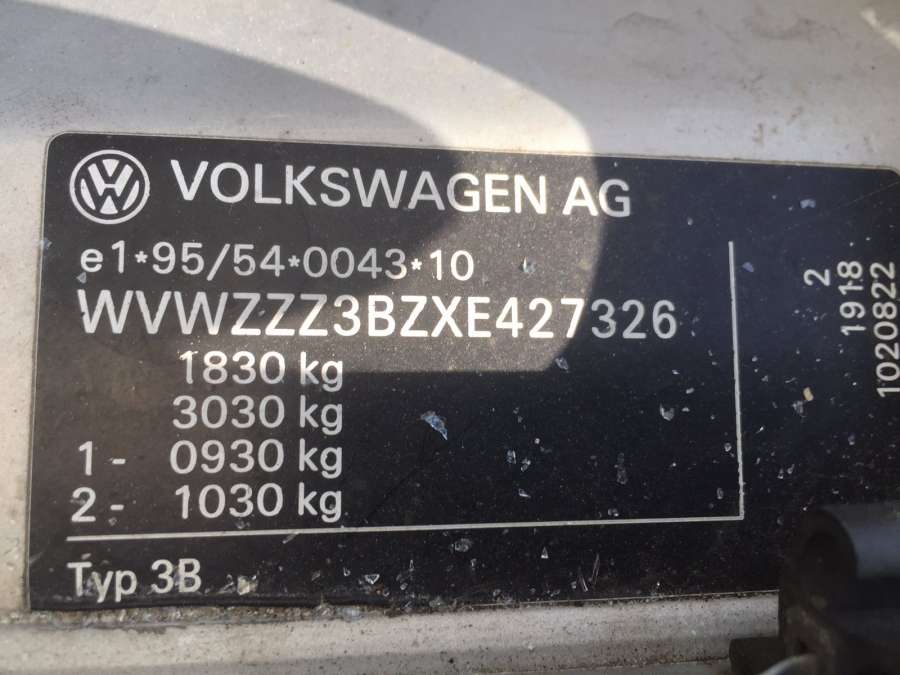 VOLKSWAGEN AG
e1*95/54*0043*10
WVWZZZ3BZXE427326
1830 kg
3030 kg
1- 0930 kg
2- 1030 kg
Typ 3B
2
1918
1020822